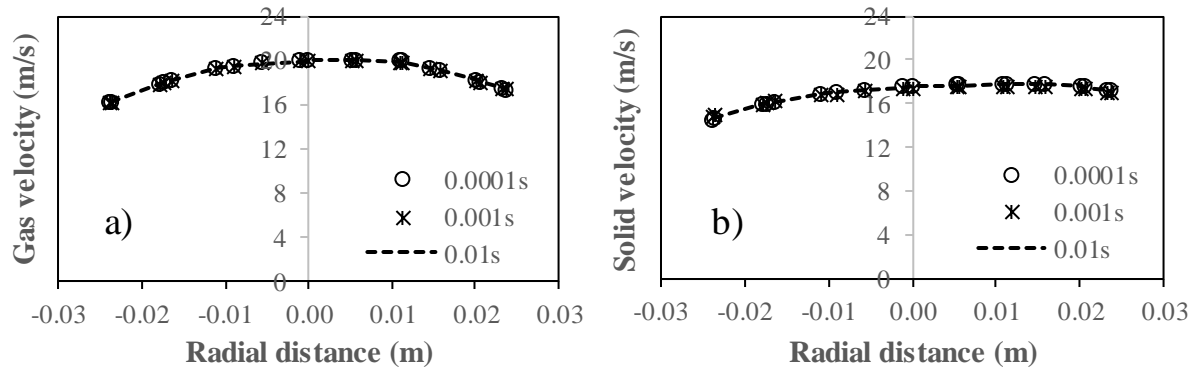 24
20
16
12
8
4
0
Gas velocity (m/s)
a)
0.0001s
0.001s
0.01s
-0.03 -0.02 -0.01 0.00 0.01 0.02 0.03
Radial distance (m)
24
20
16
12
8
4
0
Solid velocity (m/s)
b)
0.0001s
0.001s
0.01s
-0.03 -0.02 -0.01 0.00 0.01 0.02 0.03
Radial distance (m)